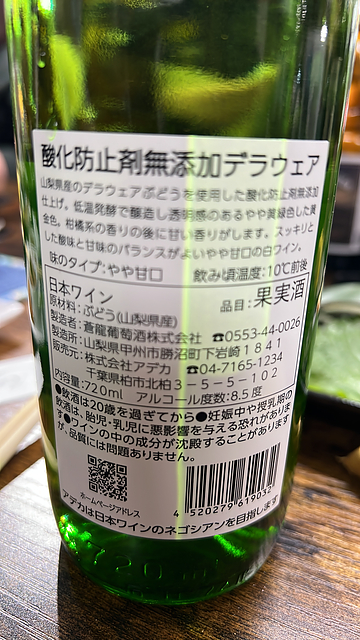 酸化防止剤無添加デラウェア
山梨県産のデラウェアぶどうを使用した酸化防止剤無添加
仕上げ。低温発酵で醸造し透明感のあるやや黄緑色した黄
金色。柑橘系の香りの後に甘い香りがします。スッキリと
した酸味と甘味のバランスがよいやや甘口の白ワイン。
味のタイプ:やや甘口 飲み頃温度:10℃前後
日本ワイン 品目:果実酒
原材料:ぶどう(山梨県産)
製造者:蒼龍葡萄酒株式会社 ☎0553-44-0026
製造所:山梨県甲州市勝沼町下岩崎1841
販売元:株式会社アデカ ☎04-7165-1234
千葉県柏市北柏3-5-5-102
内容量:720ml アルコール度数:8.5度
●飲酒は20歳を過ぎてから●妊娠中や授乳期の
飲酒は、胎児・乳児に悪影響を与える恐れがありま
す●ワインの中の成分が沈殿することがあります
が、品質には問題ありません。
ホームページアドレス
4 520279 619052
アデカは日本ワインのネゴシアンを目指します
720ml